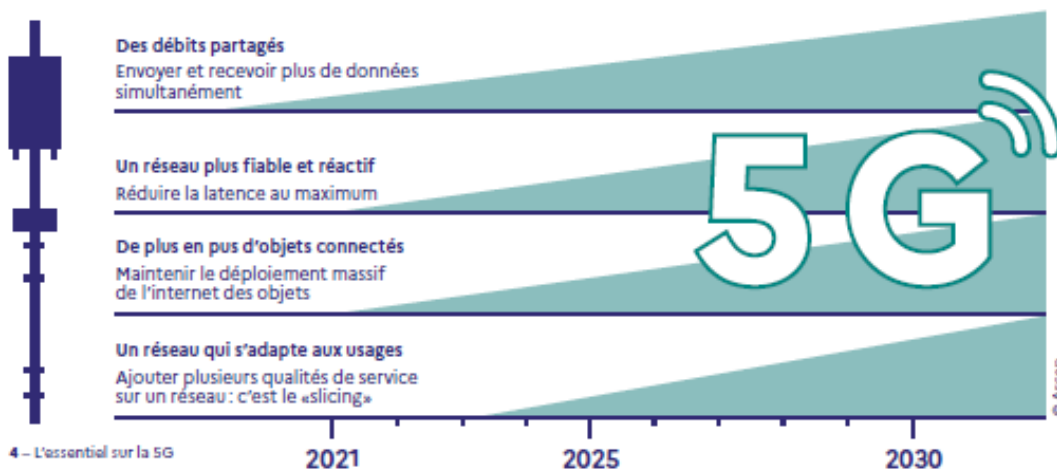 Des débits partagés
Envoyer et recevoir plus de données
simultanément
Un réseau plus fiable et réactif
Réduire la latence au maximum
De plus en pus d'objets connectés
Maintenir le déploiement massif
de l'internet des objets
Un réseau qui s'adapte aux usages
Ajouter plusieurs qualités de service
sur un réseau : c'est le «slicing»
5G
© Arcep
4 – L'essentiel sur la 5G
2021 2025 2030